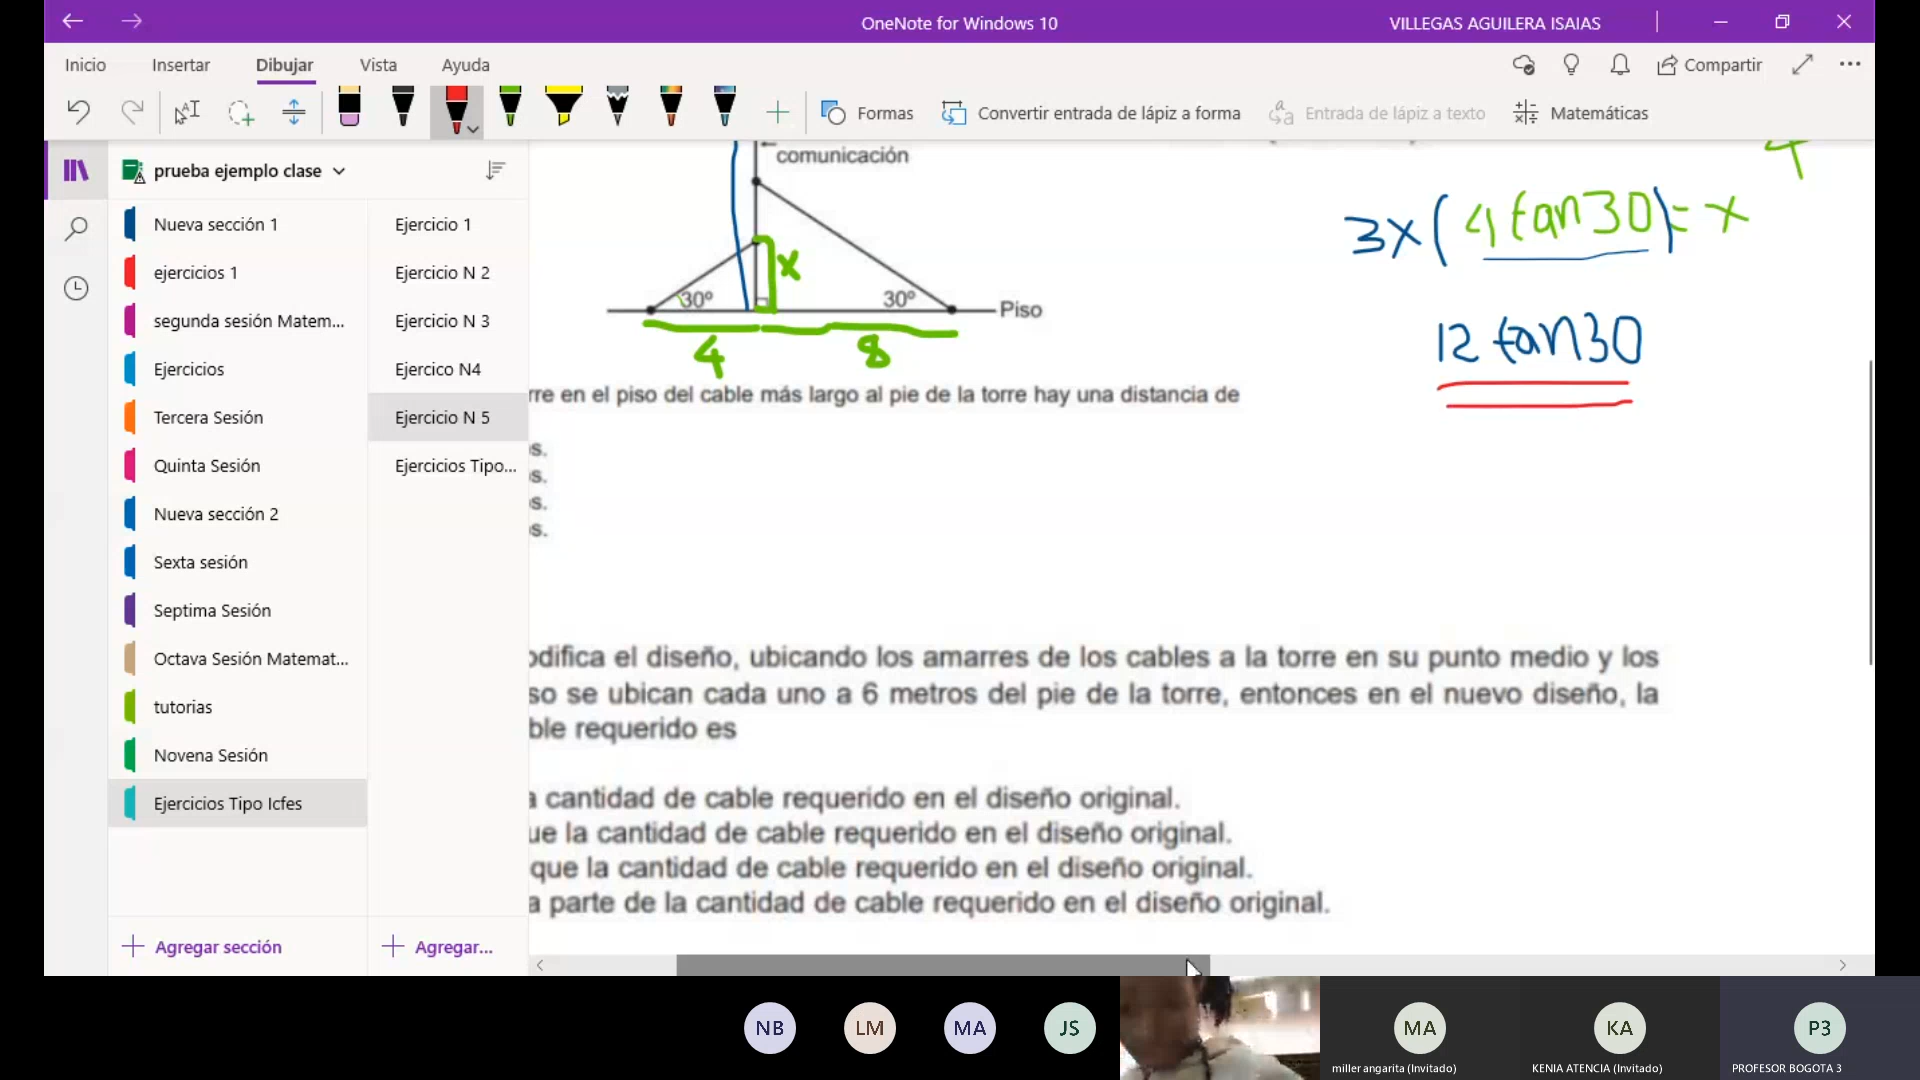 OneNote for Windows 10
VILLEGAS AGUILERA ISAIAS
Inicio
Insertar
Dibujar
Vista
Ayuda
Compartir
Formas
Convertir entrada de lápiz a forma
Entrada de lápiz a texto
Matemáticas
prueba ejemplo clase
Nueva sección 1
ejercicios 1
segunda sesión Matem...
Ejercicios
Tercera Sesión
Quinta Sesión
Nueva sección 2
Sexta sesión
Septima Sesión
Octava Sesión Matemat...
tutorias
Novena Sesión
Ejercicios Tipo Icfes
Agregar sección
Ejercicio 1
Ejercicio N 2
Ejercicio N 3
Ejercico N4
Ejercicio N 5
Ejercicios Tipo...
Agregar...
comunicación
x
30º
30º
Piso
4
8
4
3x(4tan30)=x
12 tan30
rre en el piso del cable más largo al pie de la torre hay una distancia de
s.
s.
s.
s.
odifica el diseño, ubicando los amarres de los cables a la torre en su punto medio y los
so se ubican cada uno a 6 metros del pie de la torre, entonces en el nuevo diseño, la
ble requerido es
a cantidad de cable requerido en el diseño original.
ue la cantidad de cable requerido en el diseño original.
que la cantidad de cable requerido en el diseño original.
a parte de la cantidad de cable requerido en el diseño original.
NB
LM
MA
JS
MA
miller angarita (Invitado)
KA
KENIA ATENCIA (Invitado)
P3
PROFESOR BOGOTA 3